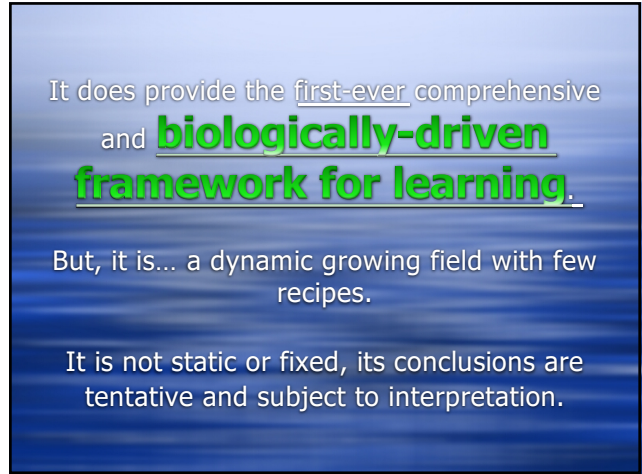 It does provide the first-ever comprehensive
and biologically-driven
framework for learning.
But, it is... a dynamic growing field with few
recipes.
It is not static or fixed, its conclusions are
tentative and subject to interpretation.